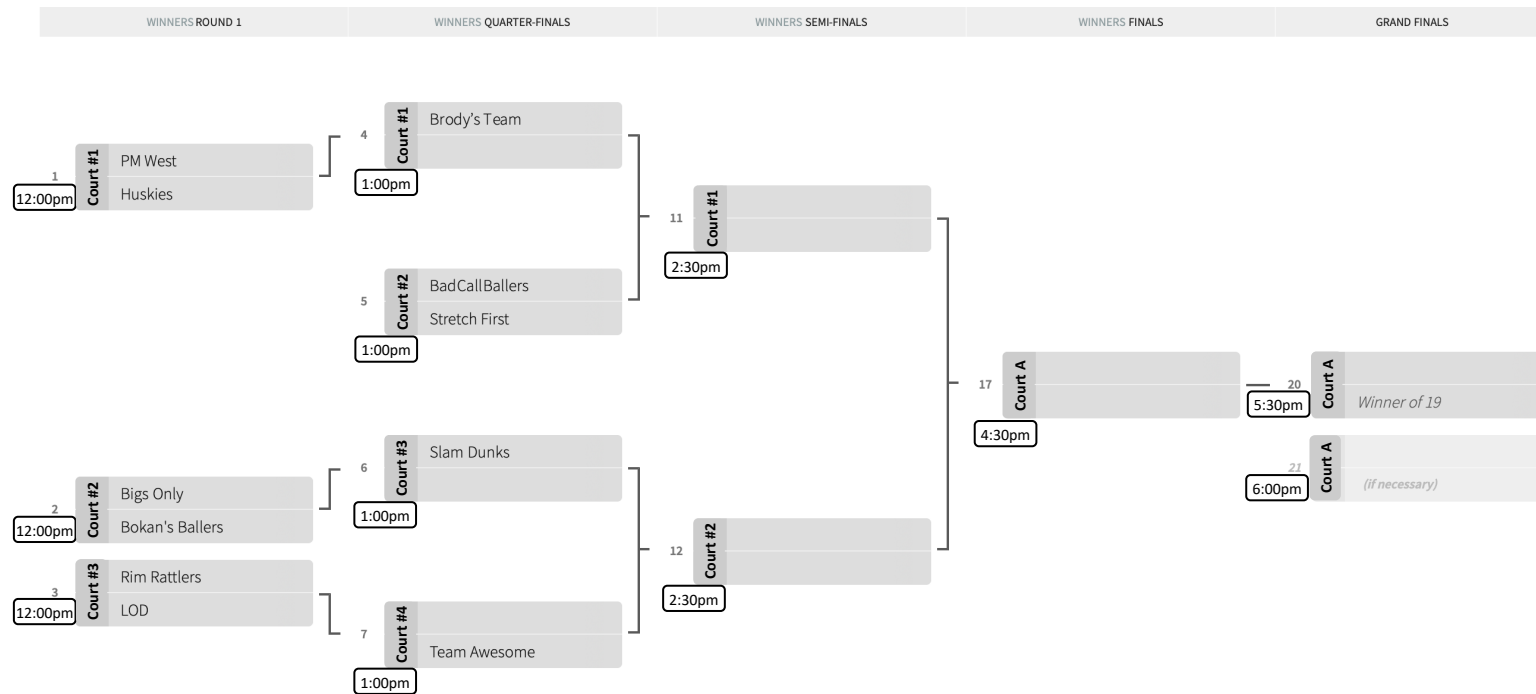 WINNERS ROUND 1
WINNERS QUARTER-FINALS
WINNERS SEMI-FINALS
WINNERS FINALS
GRAND FINALS
1
12:00pm
Court #1
PM West
Huskies
2
12:00pm
Court #2
Bigs Only
Bokan's Ballers
3
12:00pm
Court #3
Rim Rattlers
LOD
4
1:00pm
Court #1
Brody’s Team
5
1:00pm
Court #2
BadCallBallers
Stretch First
6
1:00pm
Court #3
Slam Dunks
7
1:00pm
Court #4
Team Awesome
11
2:30pm
Court #1
12
2:30pm
Court #2
17
4:30pm
Court A
20
5:30pm
Court A
Winner of 19
21
6:00pm
Court A
(if necessary)